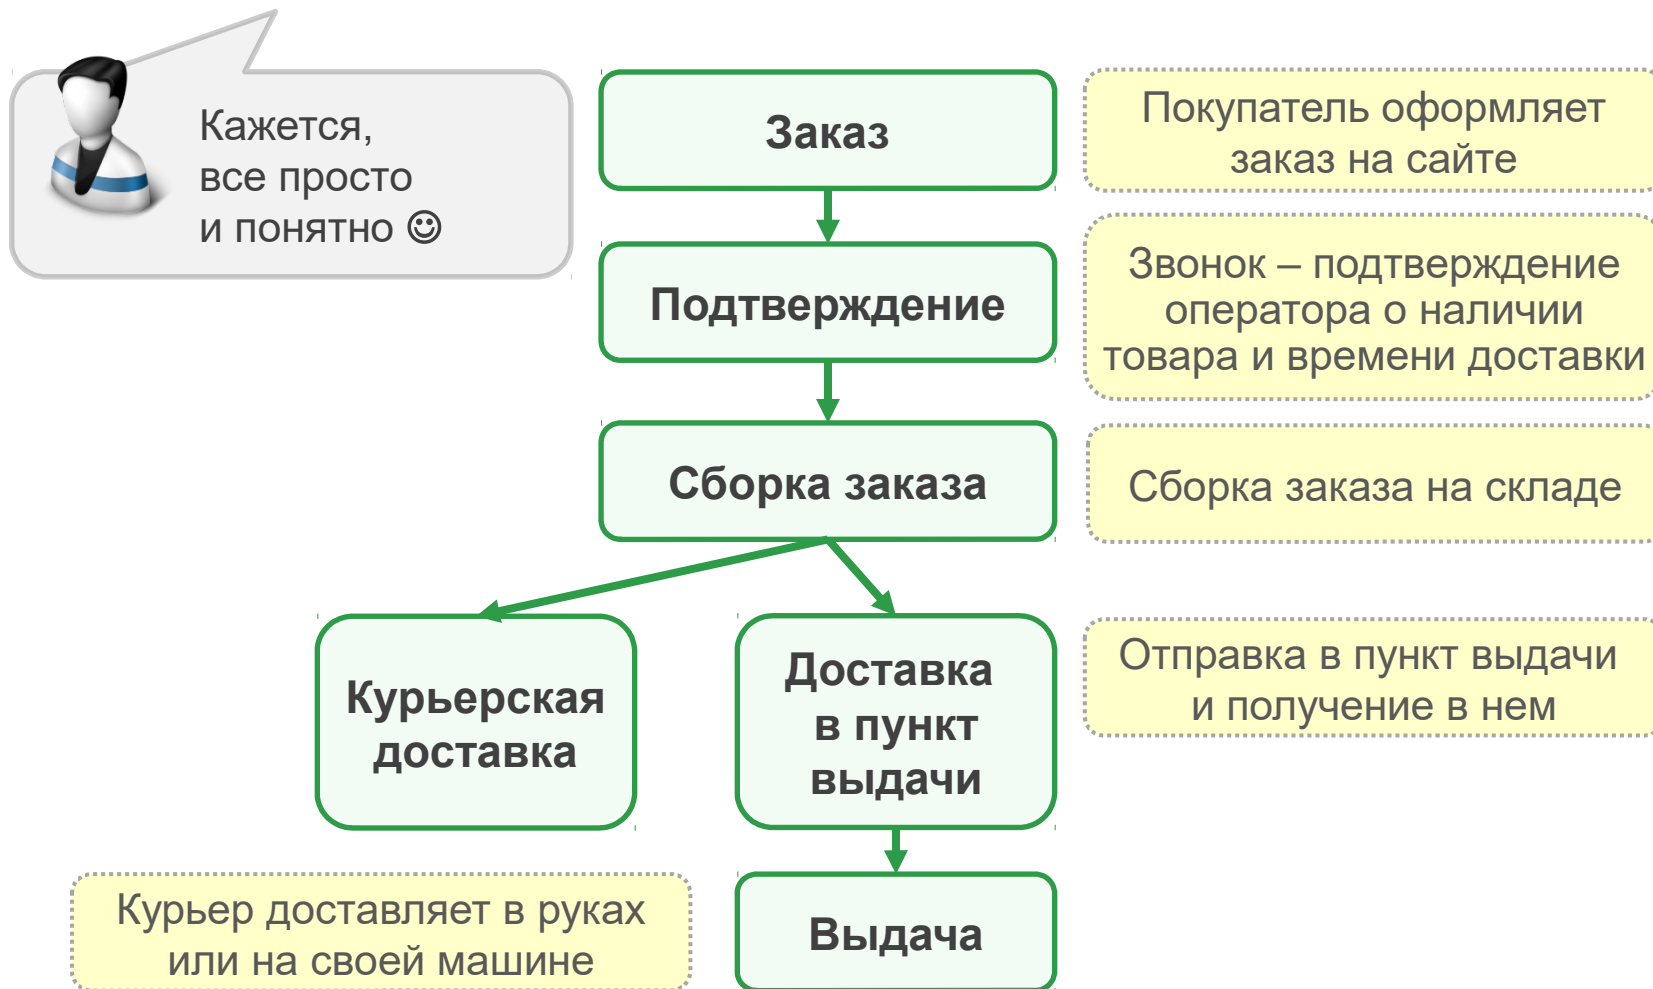 Кажется,
все просто
и понятно ☺
Заказ
Покупатель оформляет
заказ на сайте
Подтверждение
Звонок – подтверждение
оператора о наличии
товара и времени доставки
Сборка заказа
Сборка заказа на складе
Курьерская
доставка
Доставка
в пункт
выдачи
Отправка в пункт выдачи
и получение в нем
Курьер доставляет в руках
или на своей машине
Выдача